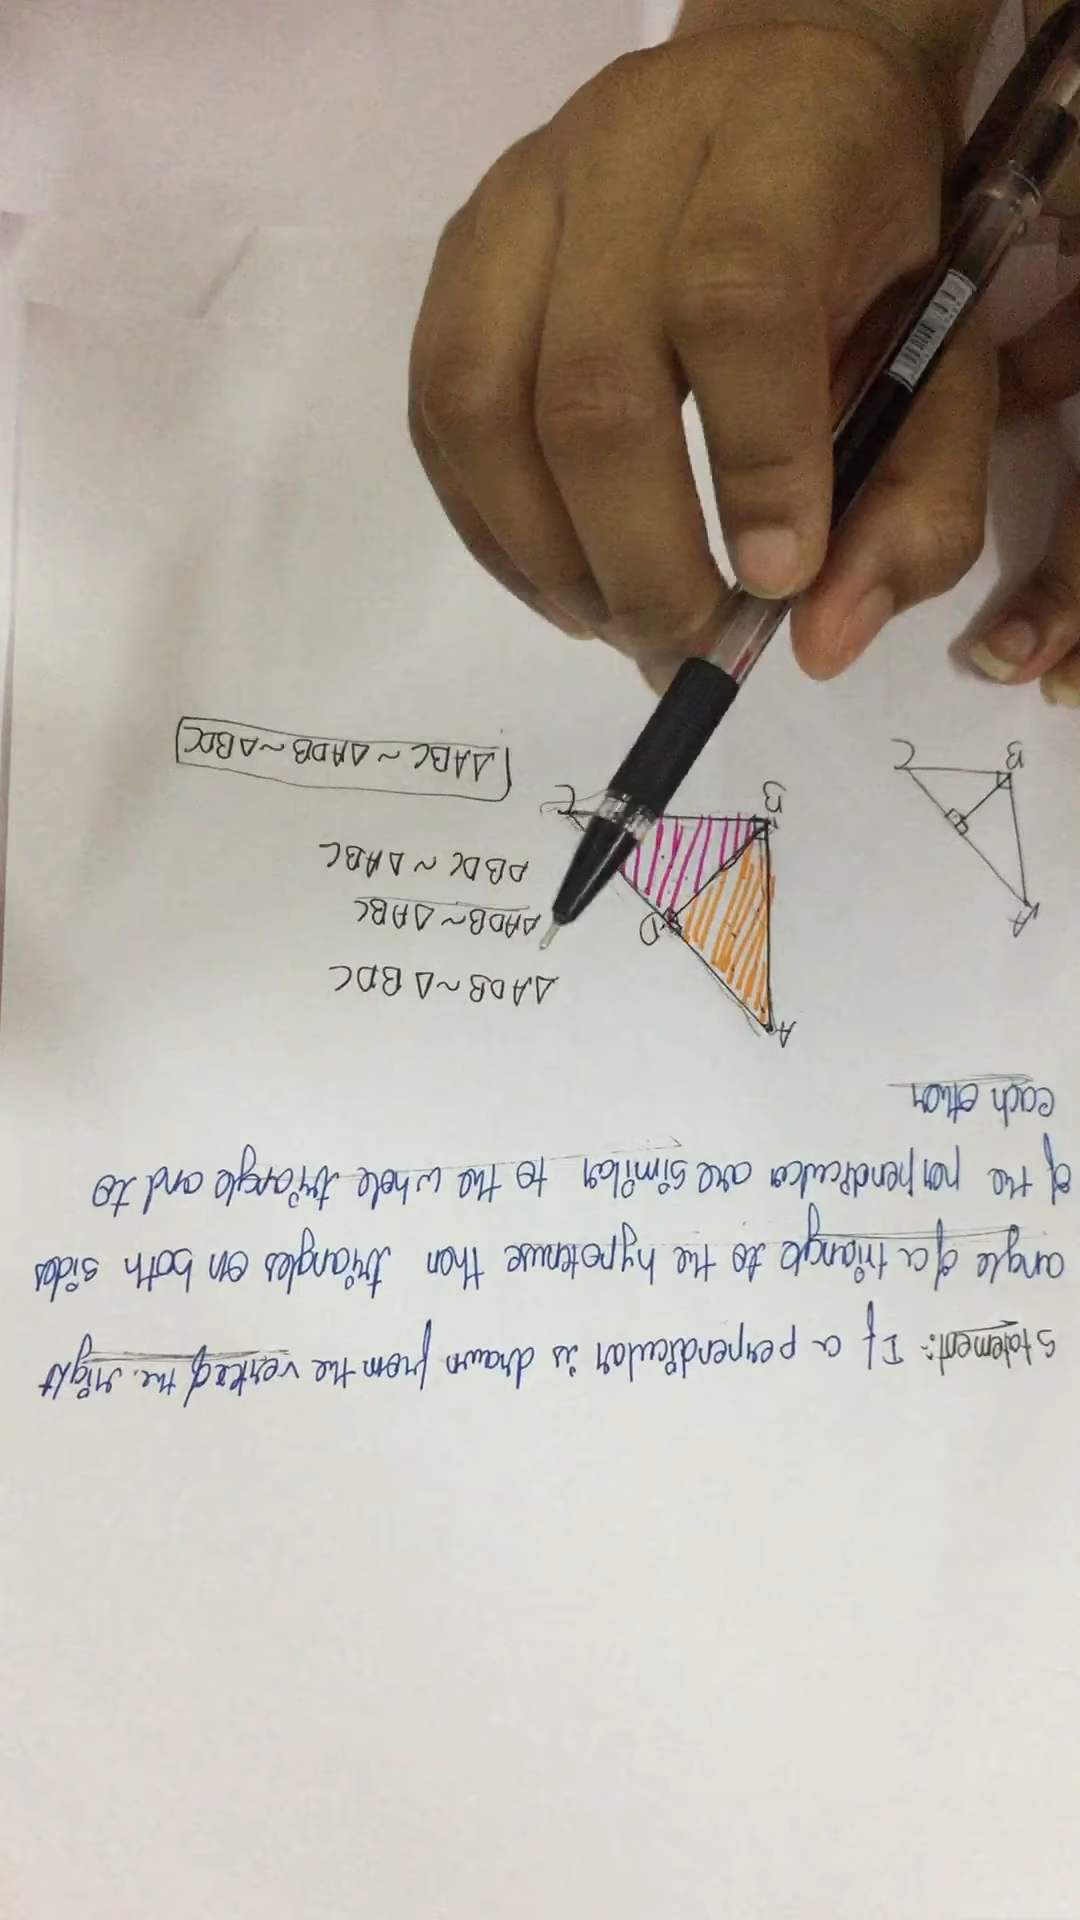 Statement:- If a perpendicular is drawn from the vertex of the right
angle of a triangle to the hypotenuse then triangles on both sides
of the perpendicular are similar to the whole triangle and to
each other
A
B
C
A
B
C
D
ΔADB ~ ΔBDC
ΔADB ~ ΔABC
ΔBDC ~ ΔABC
ΔABC ~ ΔADB ~ ΔBDC